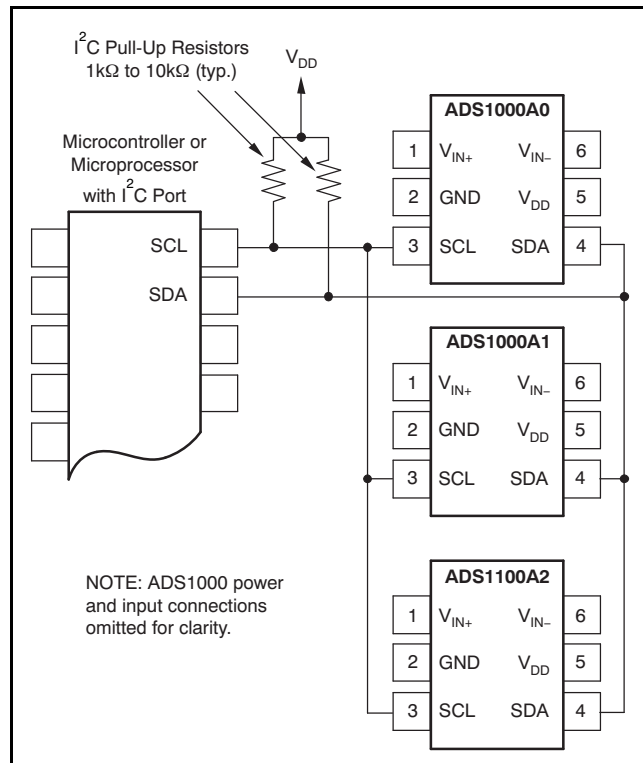 I²C Pull-Up Resistors
1kΩ to 10kΩ (typ.)
V_DD
Microcontroller or
Microprocessor
with I²C Port
SCL
SDA
ADS1000A0
1 V_IN+ V_IN− 6
2 GND V_DD 5
3 SCL SDA 4
ADS1000A1
1 V_IN+ V_IN− 6
2 GND V_DD 5
3 SCL SDA 4
ADS1100A2
1 V_IN+ V_IN− 6
2 GND V_DD 5
3 SCL SDA 4
NOTE: ADS1000 power
and input connections
omitted for clarity.